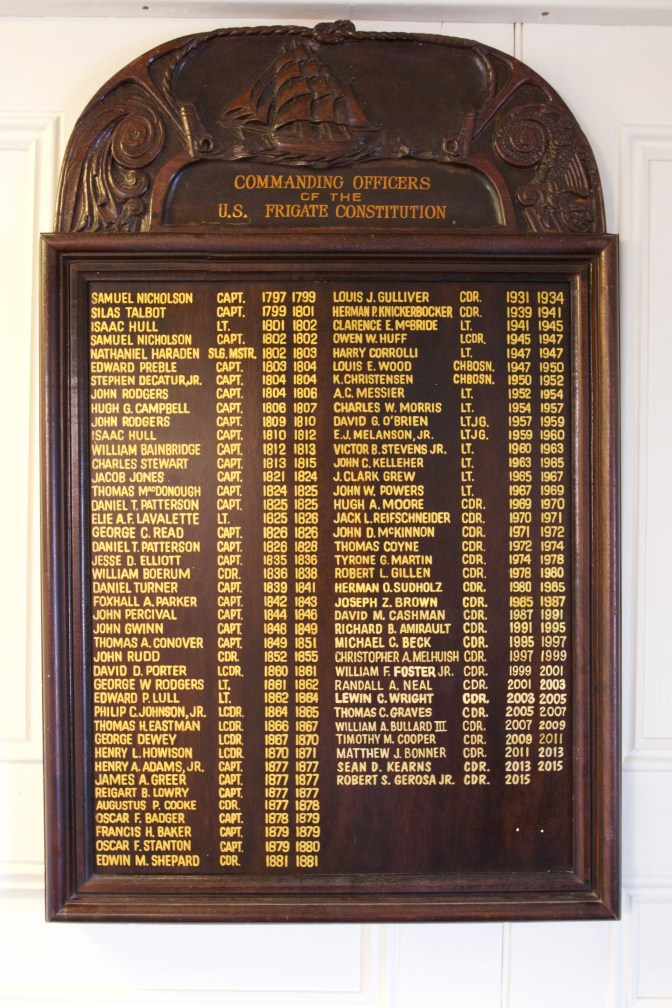 COMMANDING OFFICERS
OF THE
U.S. FRIGATE CONSTITUTION
SAMUEL NICHOLSON CAPT. 1797 1799
SILAS TALBOT CAPT. 1799 1801
ISAAC HULL LT. 1801 1802
SAMUEL NICHOLSON CAPT. 1802 1802
NATHANIEL HARADEN SLG. MSTR. 1802 1803
EDWARD PREBLE CAPT. 1803 1804
STEPHEN DECATUR, JR. CAPT. 1804 1804
JOHN RODGERS CAPT. 1804 1806
HUGH G. CAMPBELL CAPT. 1806 1807
JOHN RODGERS CAPT. 1809 1810
ISAAC HULL CAPT. 1810 1812
WILLIAM BAINBRIDGE CAPT. 1812 1813
CHARLES STEWART CAPT. 1813 1815
JACOB JONES CAPT. 1821 1824
THOMAS MACDONOUGH CAPT. 1824 1825
DANIEL T. PATTERSON CAPT. 1825 1825
ELIE A.F. LAVALETTE LT. 1825 1826
GEORGE C. READ CAPT. 1826 1826
DANIEL T. PATTERSON CAPT. 1826 1828
JESSE D. ELLIOTT CAPT. 1835 1836
WILLIAM BOERUM CDR. 1836 1838
DANIEL TURNER CAPT. 1839 1841
FOXHALL A. PARKER CAPT. 1842 1843
JOHN PERCIVAL CAPT. 1844 1846
JOHN GWINN CAPT. 1848 1849
THOMAS A. CONOVER CAPT. 1849 1851
JOHN RUDD CDR. 1852 1855
DAVID D. PORTER LCDR. 1860 1861
GEORGE W RODGERS LT. 1861 1862
EDWARD P. LULL LT. 1862 1864
PHILIP C. JOHNSON, JR. LCDR. 1864 1865
THOMAS H. EASTMAN LCDR. 1866 1867
GEORGE DEWEY LCDR. 1867 1870
HENRY L. HOWISON LCDR. 1870 1871
HENRY A. ADAMS, JR. CAPT. 1877 1877
JAMES A. GREER CAPT. 1877 1877
REIGART B. LOWRY CAPT. 1877 1877
AUGUSTUS P. COOKE CDR. 1877 1878
OSCAR F. BADGER CAPT. 1878 1879
FRANCIS H. BAKER CAPT. 1879 1879
OSCAR F. STANTON CAPT. 1879 1880
EDWIN M. SHEPARD CDR. 1881 1881
LOUIS J. GULLIVER CDR. 1931 1934
HERMAN P. KNICKERBOCKER CDR. 1939 1941
CLARENCE E. McBRIDE LT. 1941 1945
OWEN W. HUFF LCDR. 1945 1947
HARRY CORROLLI LT. 1947 1947
LOUIS E. WOOD CHBOSN. 1947 1950
K. CHRISTENSEN CHBOSN. 1950 1952
A.C. MESSIER LT. 1952 1954
CHARLES W. MORRIS LT. 1954 1957
DAVID G. O'BRIEN LTJG. 1957 1959
E.J. MELANSON, JR. LTJG. 1959 1960
VICTOR B. STEVENS JR. LT. 1960 1963
JOHN C. KELLEHER LT. 1963 1965
J. CLARK GREW LT. 1965 1967
JOHN W. POWERS LT. 1967 1969
HUGH A. MOORE CDR. 1969 1970
JACK L. REIFSCHNEIDER CDR. 1970 1971
JOHN D. McKINNON CDR. 1971 1972
THOMAS COYNE CDR. 1972 1974
TYRONE G. MARTIN CDR. 1974 1978
ROBERT L. GILLEN CDR. 1978 1980
HERMAN O. SUDHOLZ CDR. 1980 1985
JOSEPH Z. BROWN CDR. 1985 1987
DAVID M. CASHMAN CDR. 1987 1991
RICHARD B. AMIRAULT CDR. 1991 1995
MICHAEL C. BECK CDR. 1995 1997
CHRISTOPHER A. MELHUISH CDR. 1997 1999
WILLIAM F. FOSTER JR. CDR. 1999 2001
RANDALL A. NEAL CDR. 2001 2003
LEWIN C. WRIGHT CDR. 2003 2005
THOMAS C. GRAVES CDR. 2005 2007
WILLIAM A. BULLARD III CDR. 2007 2009
TIMOTHY M. COOPER CDR. 2009 2011
MATTHEW J. BONNER CDR. 2011 2013
SEAN D. KEARNS CDR. 2013 2015
ROBERT S. GEROSA JR. CDR. 2015